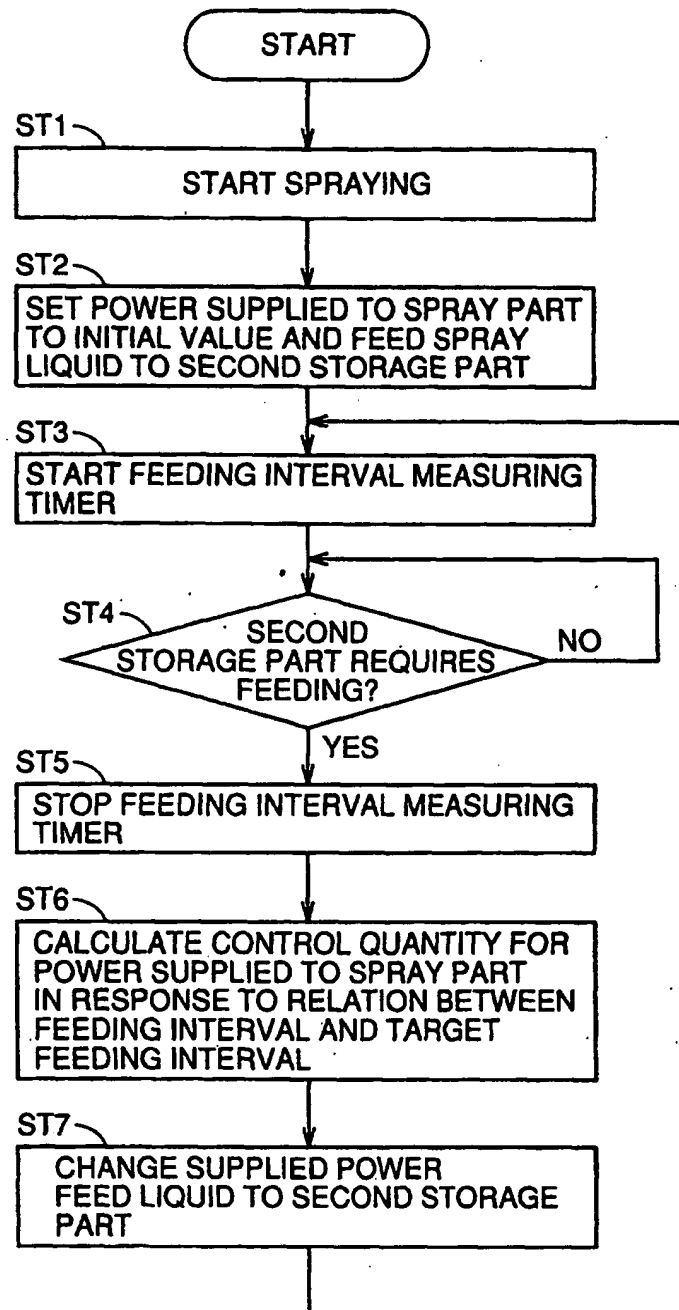 START
ST1
START SPRAYING
ST2
SET POWER SUPPLIED TO SPRAY PART
TO INITIAL VALUE AND FEED SPRAY
LIQUID TO SECOND STORAGE PART
ST3
START FEEDING INTERVAL MEASURING
TIMER
ST4
SECOND
STORAGE PART REQUIRES
FEEDING?
NO
YES
ST5
STOP FEEDING INTERVAL MEASURING
TIMER
ST6
CALCULATE CONTROL QUANTITY FOR
POWER SUPPLIED TO SPRAY PART
IN RESPONSE TO RELATION BETWEEN
FEEDING INTERVAL AND TARGET
FEEDING INTERVAL
ST7
CHANGE SUPPLIED POWER
FEED LIQUID TO SECOND STORAGE
PART